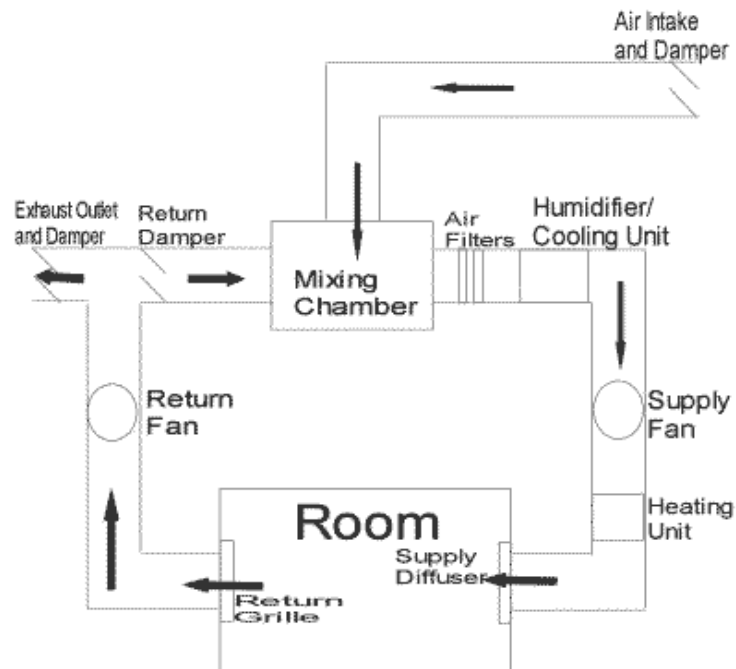 Air Intake
and Damper
Exhaust Outlet
and Damper
Return
Damper
Air
Filters
Humidifier/
Cooling Unit
Mixing
Chamber
Return
Fan
Supply
Fan
Heating
Unit
Room
Supply
Diffuser
Return
Grille